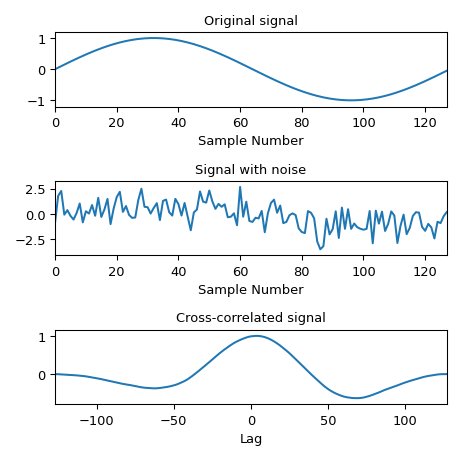 Original signal
1
0
−1
0 20 40 60 80 100 120
Sample Number
Signal with noise
2.5
0.0
−2.5
0 20 40 60 80 100 120
Sample Number
Cross-correlated signal
1
0
−100 −50 0 50 100
Lag